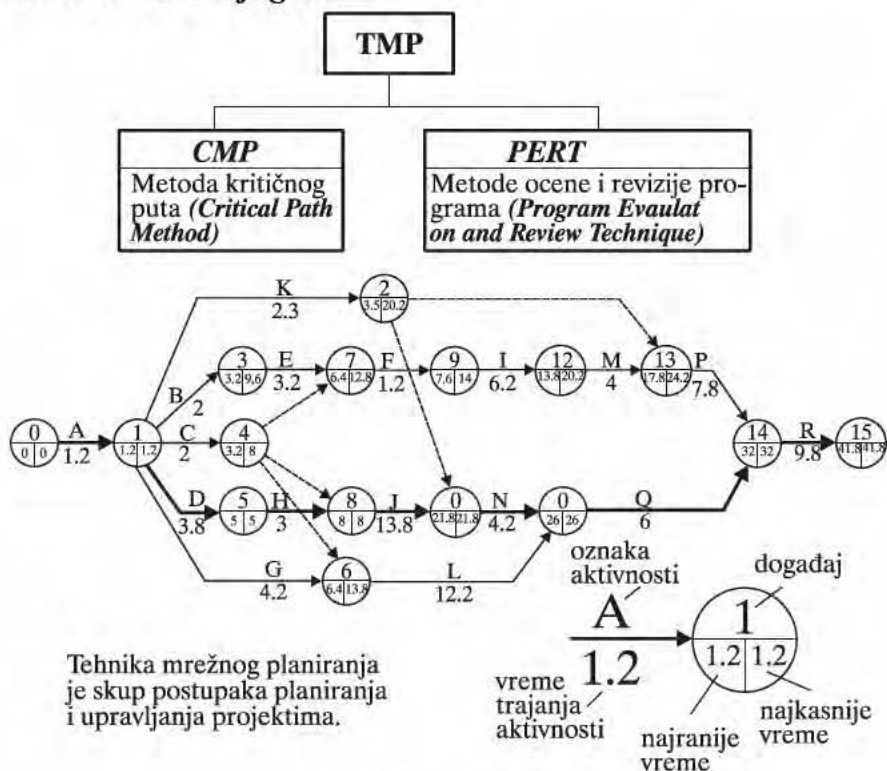 TMP
CMP
Metoda kritičnog
puta (Critical Path
Method)
PERT
Metode ocene i revizije pro-
grama (Program Evaulat
on and Review Technique)
K
2.3
2
3.5 20.2
3
3.2 9,6
E
3.2
7
6.4 12.8
F
1.2
9
7.6 14
I
6.2
12
13.8 20.2
M
4
13
17.8 24.2
P
7.8
B
2
0
0 0
A
1.2
1
1.2 1.2
C
2
4
3.2 8
14
32 32
R
9.8
15
41.8 41.8
D
3.8
5
5 5
H
3
8
8 8
J
13.8
0
21.8 21.8
N
4.2
0
26 26
Q
6
G
4.2
6
6.4 13.8
L
12.2
oznaka
aktivnosti
događaj
A
1.2
1
1.2 1.2
vreme
trajanja
aktivnosti
najranije
vreme
najkasnije
vreme
Tehnika mrežnog planiranja
je skup postupaka planiranja
i upravljanja projektima.